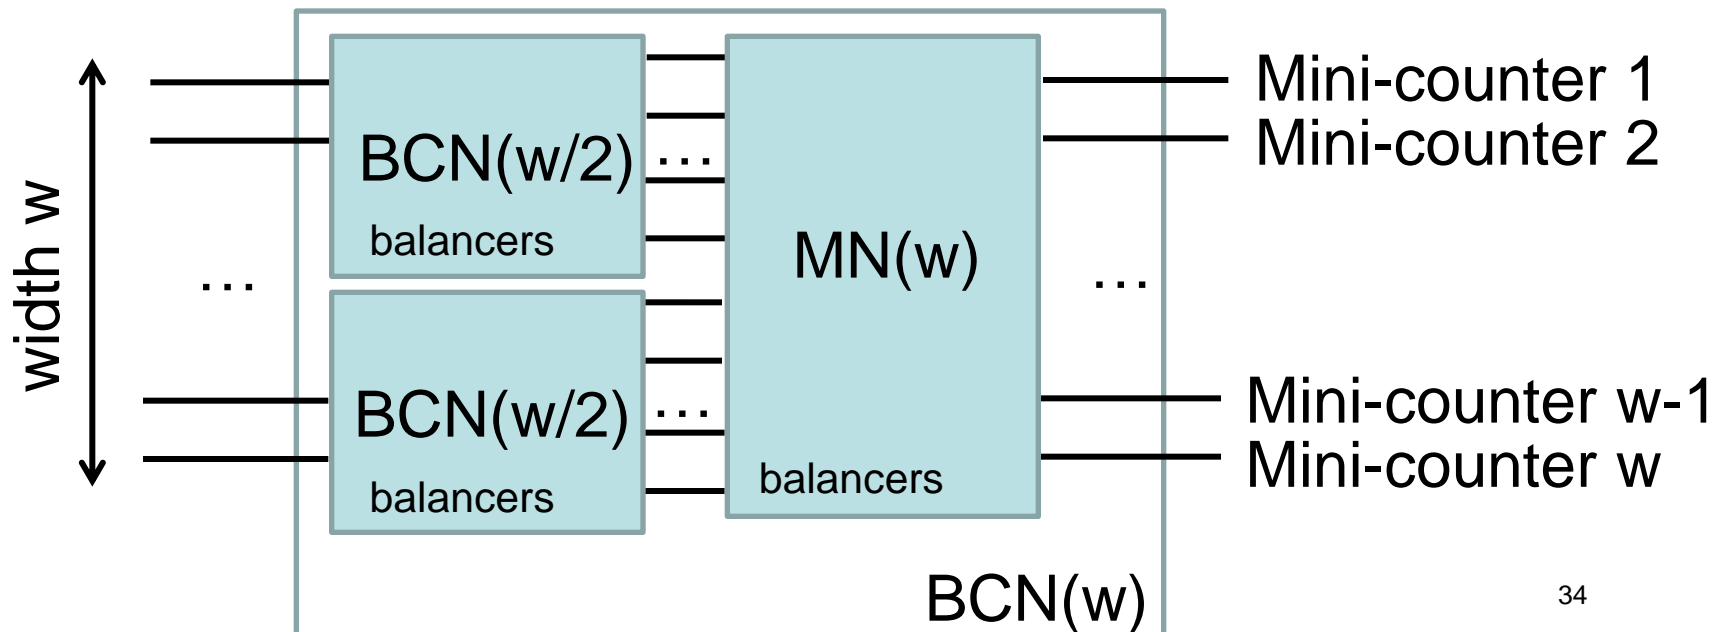 width w
...
BCN(w/2)
balancers
...
BCN(w/2)
balancers
...
MN(w)
balancers
...
Mini-counter 1
Mini-counter 2
Mini-counter w-1
Mini-counter w
BCN(w)
34